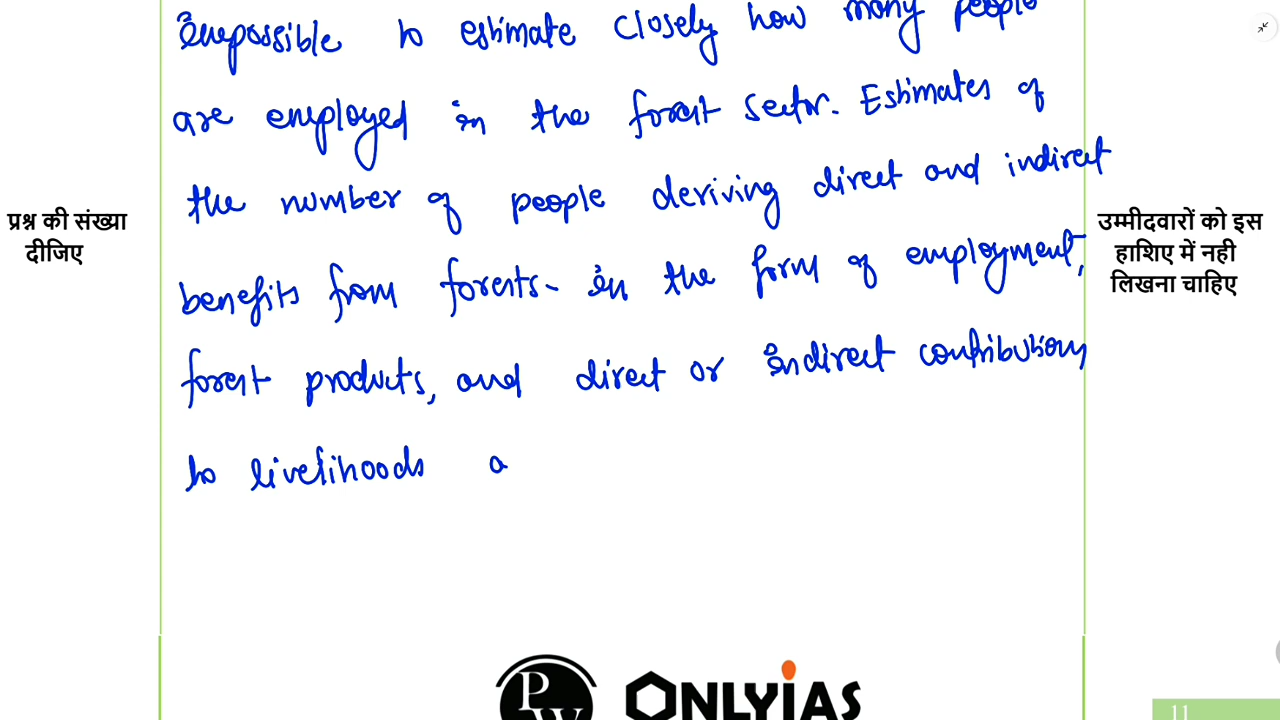 impossible to estimate closely how many people
are employed in the forest sector. Estimates of
the number of people deriving direct and indirect
प्रश्न की संख्या
दीजिए
उम्मीदवारों को इस
हाशिए में नही
लिखना चाहिए
benefits from forests - in the form of employment,
forest products, and direct or indirect contributions
to livelihoods a
PW
ONLYIAS
11